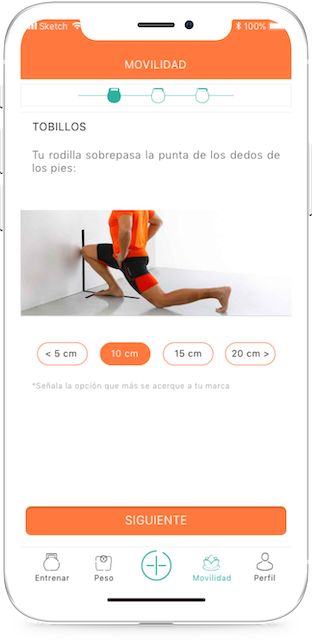 Sketch
100%
MOVILIDAD
TOBILLOS
Tu rodilla sobrepasa la punta de los dedos de
los pies:
< 5 cm
10 cm
15 cm
20 cm >
*Señala la opción que más se acerque a tu marca
SIGUIENTE
Entrenar
Peso
Movilidad
Perfil